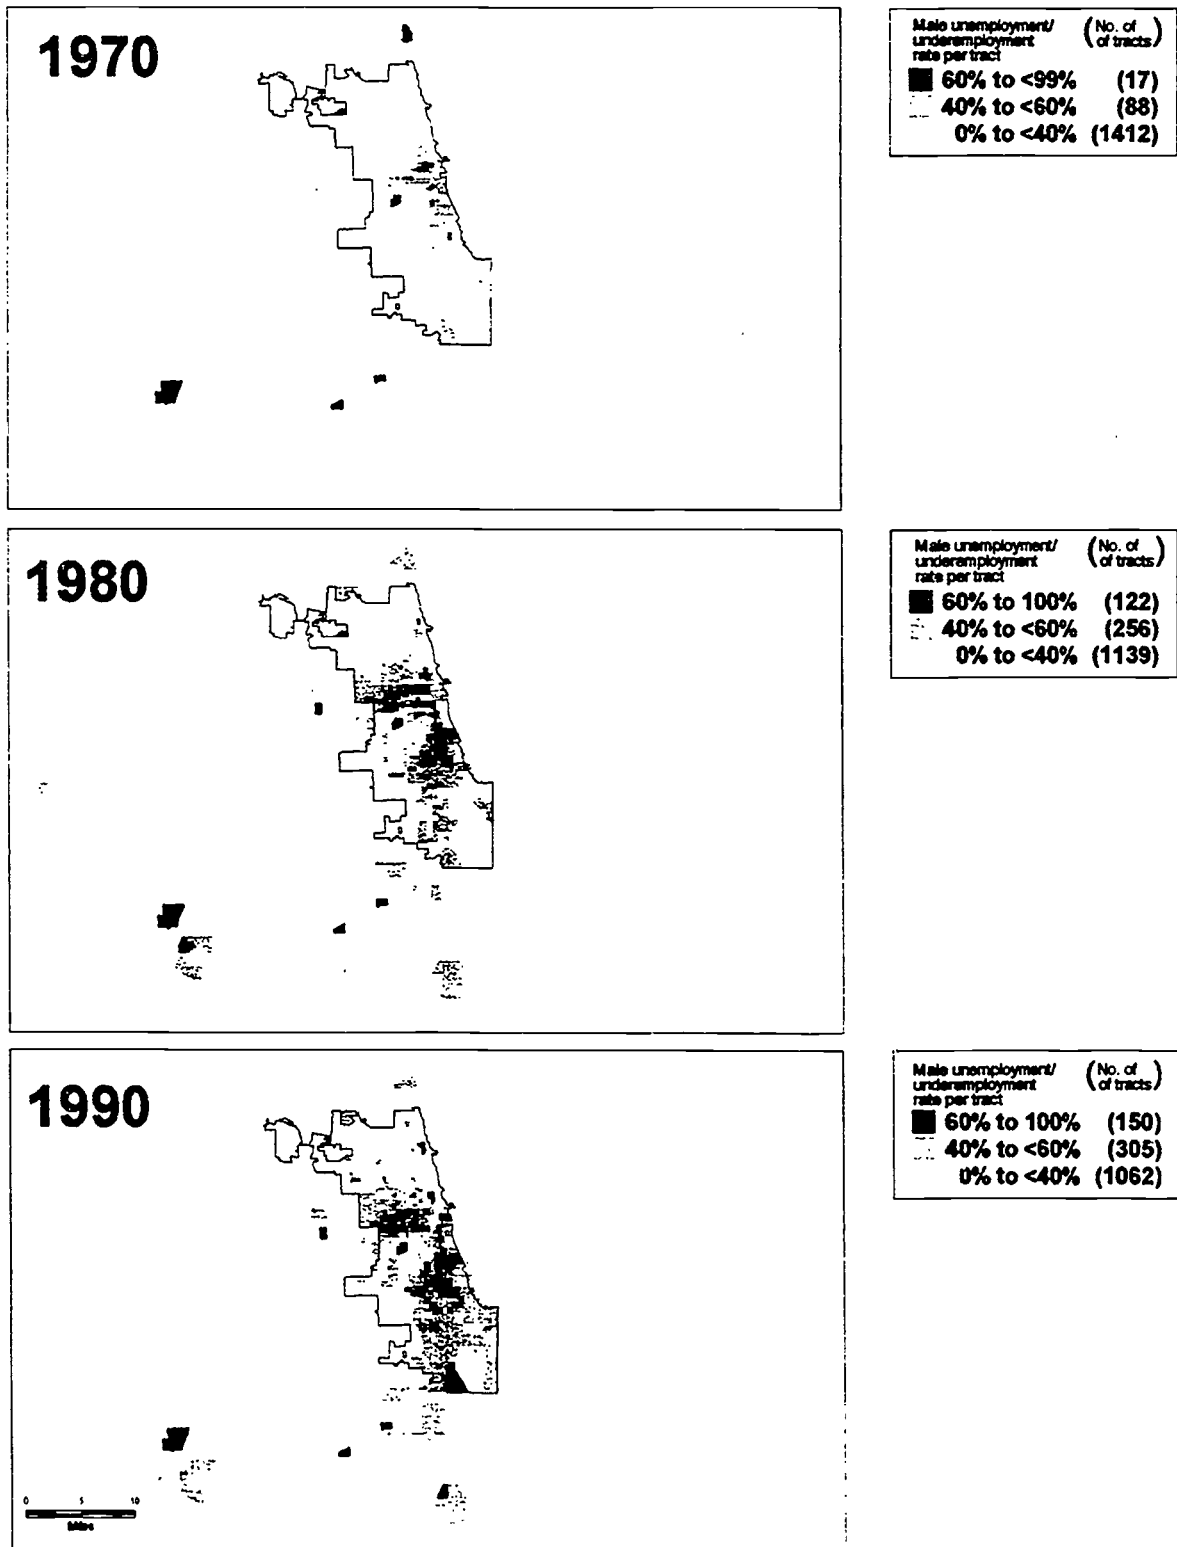 1970
Male unemployment/ (No. of
underemployment of tracts)
rate per tract
60% to <99% (17)
40% to <60% (88)
0% to <40% (1412)
1980
Male unemployment/ (No. of
underemployment of tracts)
rate per tract
60% to 100% (122)
40% to <60% (256)
0% to <40% (1139)
1990
Male unemployment/ (No. of
underemployment of tracts)
rate per tract
60% to 100% (150)
40% to <60% (305)
0% to <40% (1062)
0 5 10
Miles